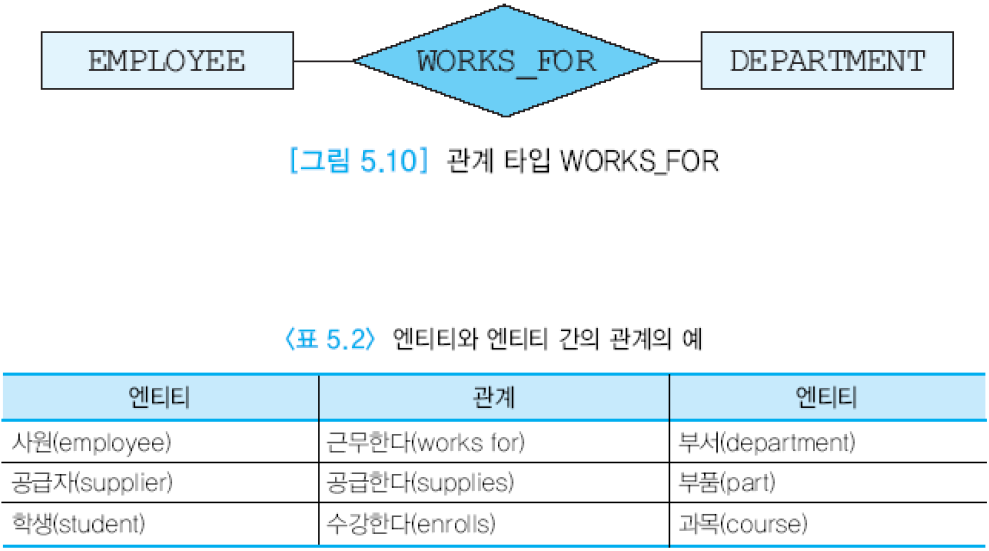 EMPLOYEE WORKS_FOR DEPARTMENT
[그림 5.10] 관계 타입 WORKS_FOR
〈표 5.2〉 엔티티와 엔티티 간의 관계의 예
엔티티 관계 엔티티
사원(employee) 근무한다(works for) 부서(department)
공급자(supplier) 공급한다(supplies) 부품(part)
학생(student) 수강한다(enrolls) 과목(course)